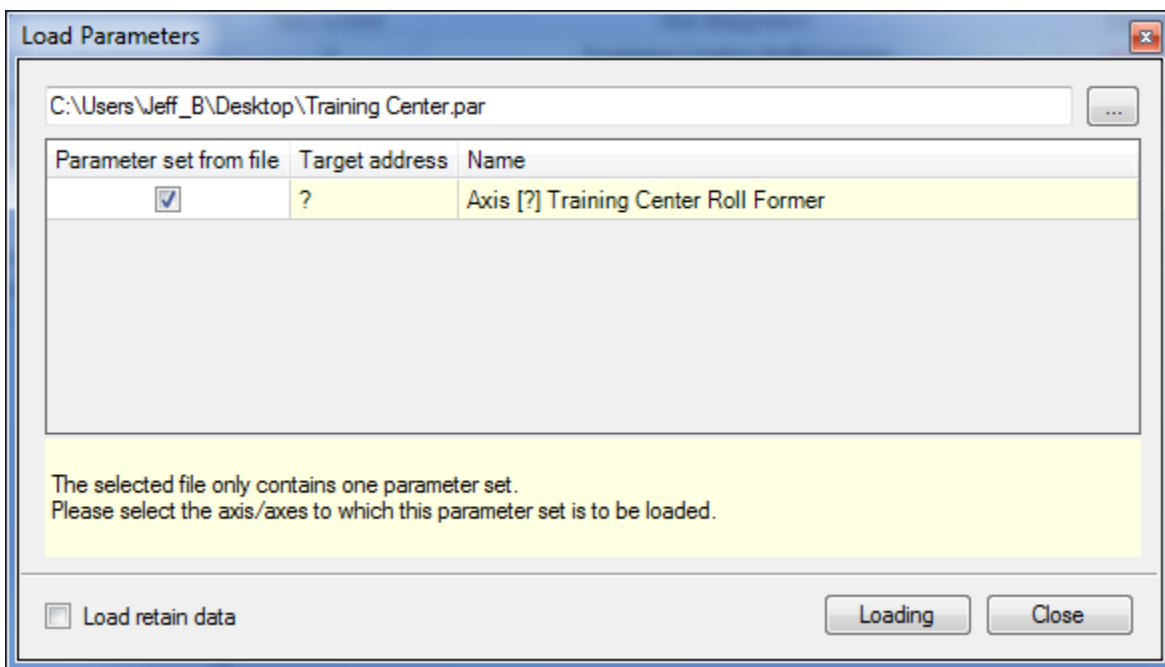 Load Parameters
C:\Users\Jeff_B\Desktop\Training Center.par
...
Parameter set from file Target address Name
? Axis [?] Training Center Roll Former
The selected file only contains one parameter set.
Please select the axis/axes to which this parameter set is to be loaded.
Load retain data Loading Close